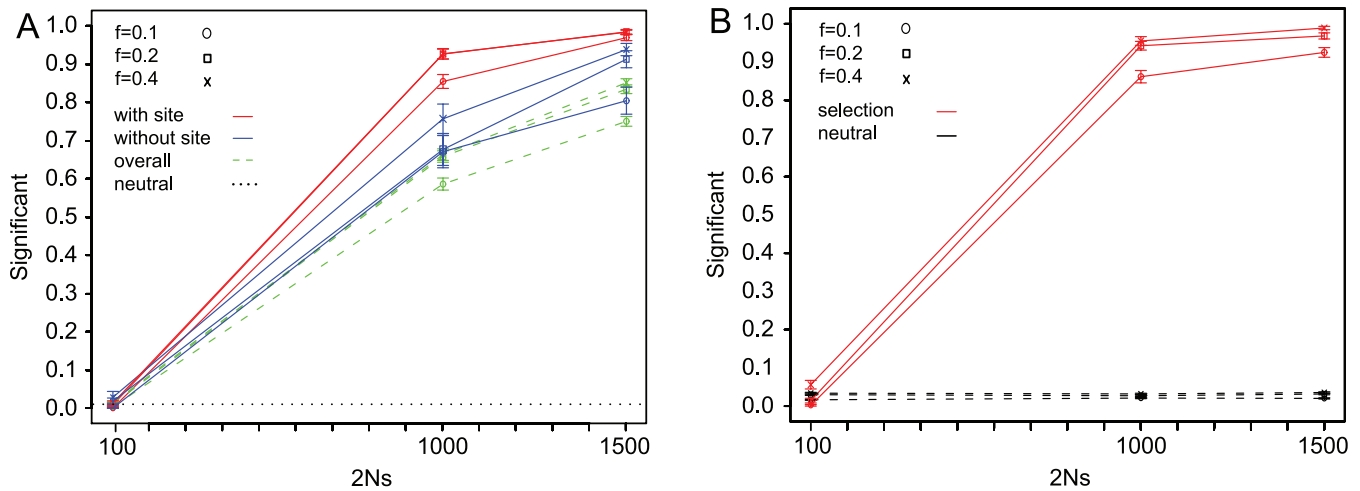 A
f=0.1
f=0.2
f=0.4
with site
without site
overall
neutral
Significant
1.0
0.9
0.8
0.7
0.6
0.5
0.4
0.3
0.2
0.1
0.0
100
1000
1500
2Ns
B
f=0.1
f=0.2
f=0.4
selection
neutral
Significant
1.0
0.9
0.8
0.7
0.6
0.5
0.4
0.3
0.2
0.1
0.0
100
1000
1500
2Ns